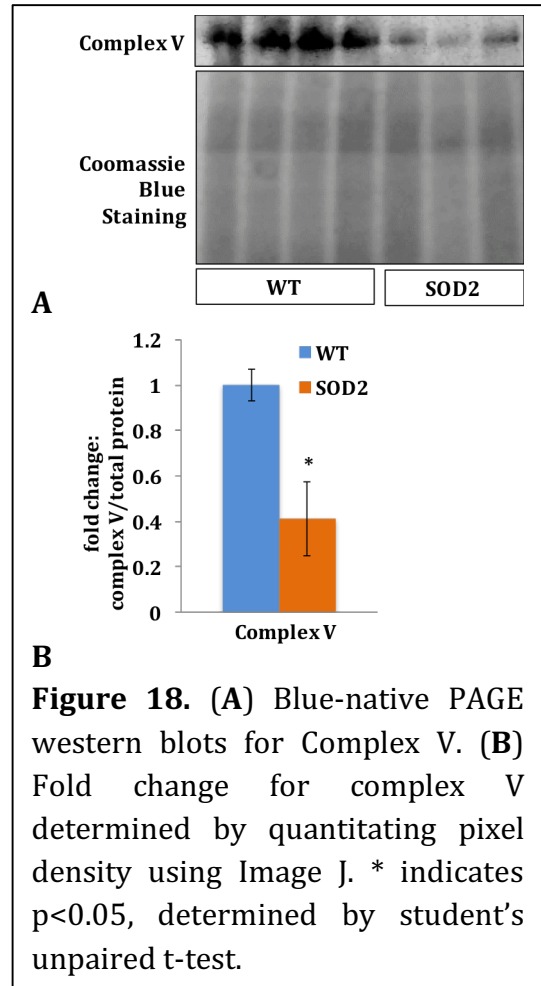 Complex V
Coomassie
Blue
Staining
WT
SOD2
A
1.2
1
0.8
0.6
0.4
0.2
0
fold change:
complex V/total protein
WT
SOD2
*
Complex V
B
Figure 18. (A) Blue-native PAGE
western blots for Complex V. (B)
Fold change for complex V
determined by quantitating pixel
density using Image J. * indicates
p<0.05, determined by student's
unpaired t-test.